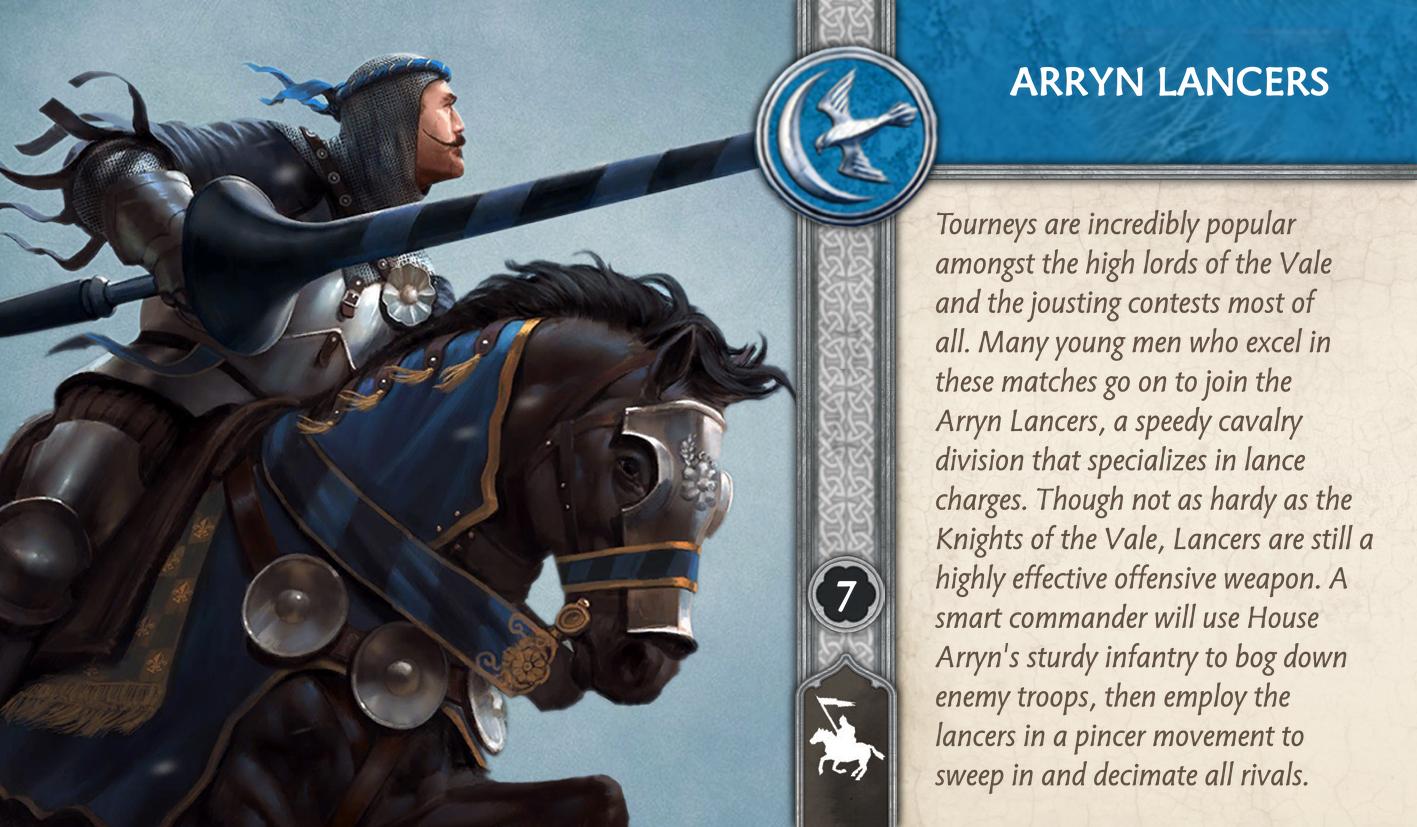 ARRYN LANCERS
Tourneys are incredibly popular
amongst the high lords of the Vale
and the jousting contests most of
all. Many young men who excel in
these matches go on to join the
Arryn Lancers, a speedy cavalry
division that specializes in lance
charges. Though not as hardy as the
Knights of the Vale, Lancers are still a
highly effective offensive weapon. A
smart commander will use House
Arryn's sturdy infantry to bog down
enemy troops, then employ the
lancers in a pincer movement to
sweep in and decimate all rivals.
7